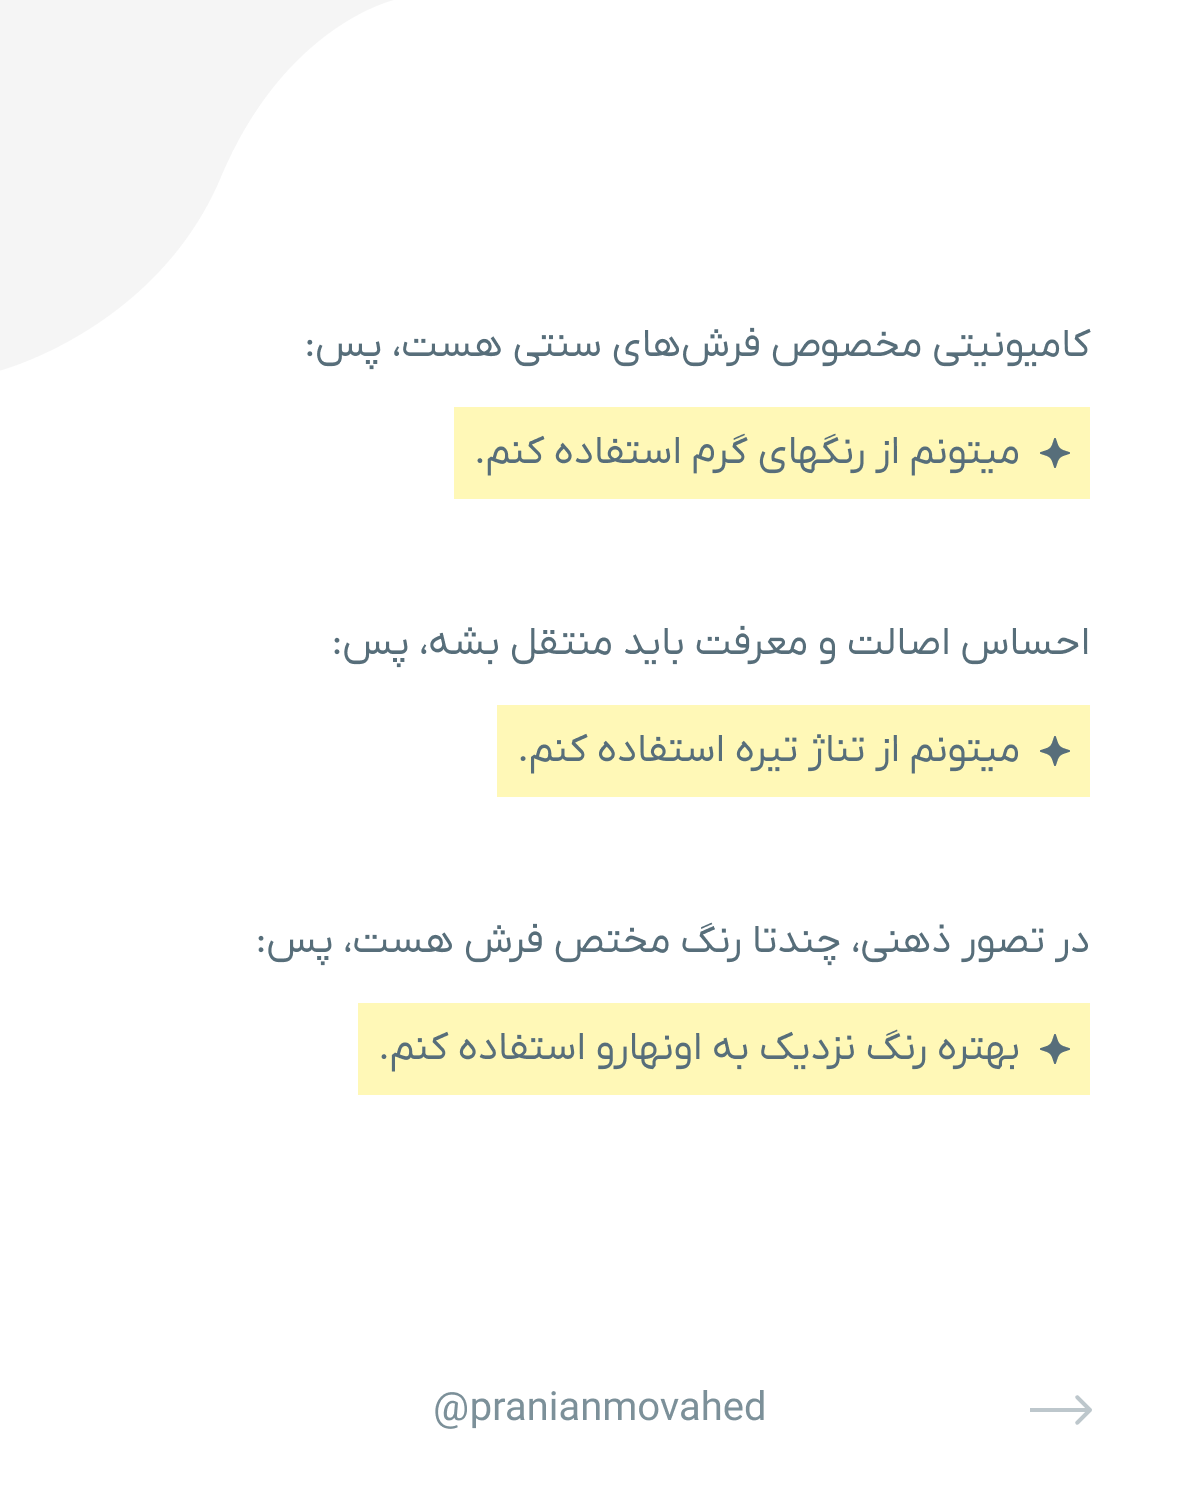 کامیونیتی مخصوص فرش‌های سنتی هست، پس:
میتونم از رنگهای گرم استفاده کنم.
احساس اصالت و معرفت باید منتقل بشه، پس:
میتونم از تناژ تیره استفاده کنم.
در تصور ذهنی، چندتا رنگ مختص فرش هست، پس:
بهتره رنگ نزدیک به اونهارو استفاده کنم.
@pranianmovahed